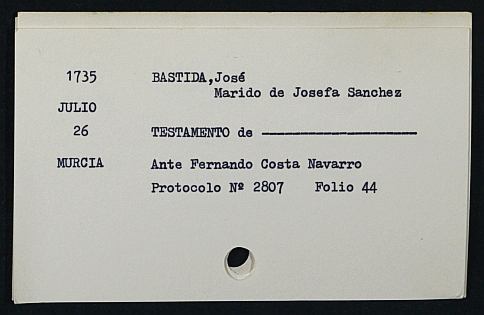 1735 BASTIDA,José
Marido de Josefa Sanchez
JULIO
26 TESTAMENTO de ————————————
MURCIA Ante Fernando Costa Navarro
Protocolo Nº 2807 Folio 44